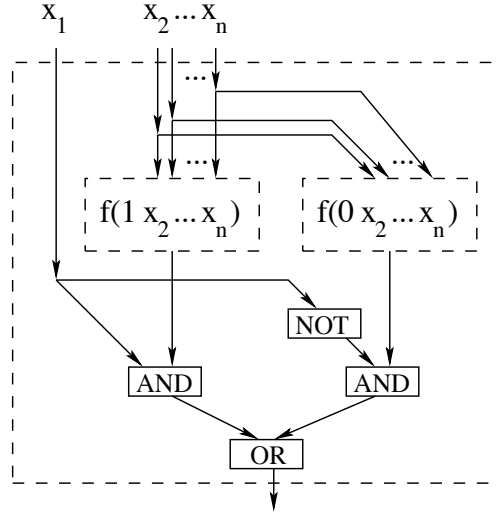 x1 x2 ... xn
...
... ...
f(1 x2 ... xn) f(0 x2 ... xn)
NOT
AND AND
OR